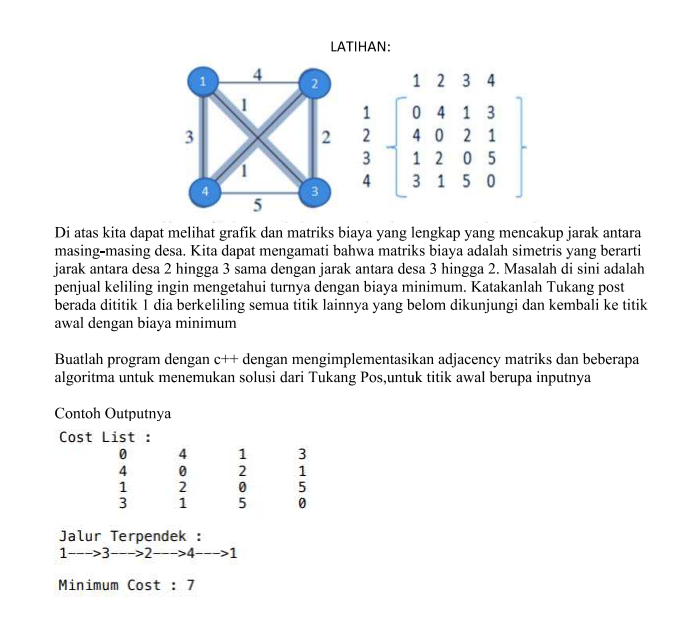 LATIHAN:
1 4 2
1
3 2
1
4 5 3
1 2 3 4
1 0 4 1 3
2 4 0 2 1
3 1 2 0 5
4 3 1 5 0
Di atas kita dapat melihat grafik dan matriks biaya yang lengkap yang mencakup jarak antara
masing-masing desa. Kita dapat mengamati bahwa matriks biaya adalah simetris yang berarti
jarak antara desa 2 hingga 3 sama dengan jarak antara desa 3 hingga 2. Masalah di sini adalah
penjual keliling ingin mengetahui turnya dengan biaya minimum. Katakanlah Tukang post
berada dititik 1 dia berkeliling semua titik lainnya yang belom dikunjungi dan kembali ke titik
awal dengan biaya minimum
Buatlah program dengan c++ dengan mengimplementasikan adjacency matriks dan beberapa
algoritma untuk menemukan solusi dari Tukang Pos,untuk titik awal berupa inputnya
Contoh Outputnya
Cost List :
0 4 1 3
4 0 2 1
1 2 0 5
3 1 5 0
Jalur Terpendek :
1--->3--->2--->4--->1
Minimum Cost : 7